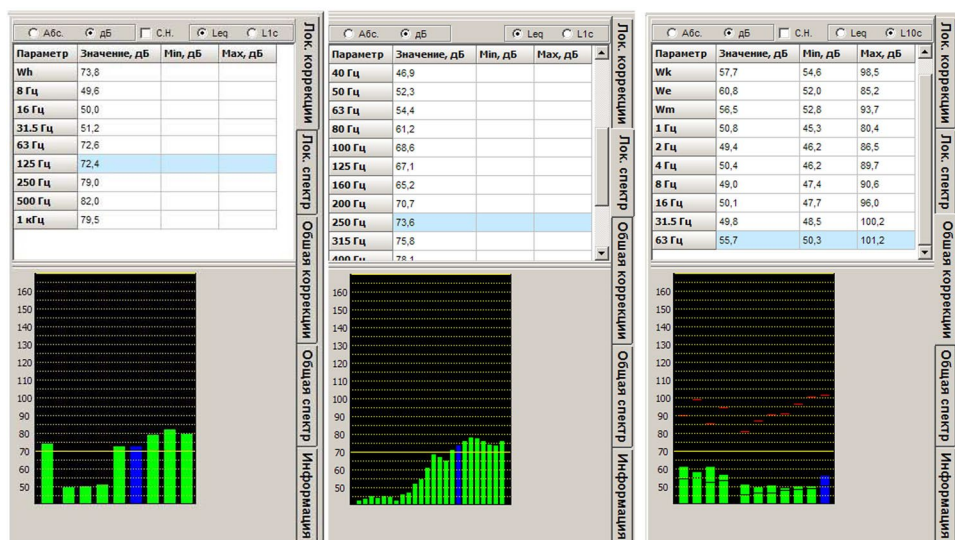 Абс. дБ С.Н. Leq L1с
Параметр Значение, дБ Min, дБ Max, дБ
Wh 73,8
8 Гц 49,6
16 Гц 50,0
31.5 Гц 51,2
63 Гц 72,6
125 Гц 72,4
250 Гц 79,0
500 Гц 82,0
1 кГц 79,5
160
150
140
130
120
110
100
90
80
70
60
50
Лок. коррекции
Лок. спектр
Общая коррекции
Общая спектр
Информация
Абс. дБ Leq L1с
Параметр Значение, дБ Min, дБ Max, дБ
40 Гц 46,9
50 Гц 52,3
63 Гц 54,4
80 Гц 61,2
100 Гц 68,6
125 Гц 67,1
160 Гц 65,2
200 Гц 70,7
250 Гц 73,6
315 Гц 75,8
400 Гц 78,1
160
150
140
130
120
110
100
90
80
70
60
50
Лок. коррекции
Лок. спектр
Общая коррекции
Общая спектр
Информация
Абс. дБ С.Н. Leq L10с
Параметр Значение, дБ Min, дБ Max, дБ
Wk 57,7 54,6 98,5
We 60,8 52,0 85,2
Wm 56,5 52,8 93,7
1 Гц 50,8 45,3 80,4
2 Гц 49,4 46,2 86,5
4 Гц 50,4 46,2 89,7
8 Гц 49,0 47,4 90,6
16 Гц 50,1 47,7 96,0
31.5 Гц 49,8 48,5 100,2
63 Гц 55,7 50,3 101,2
160
150
140
130
120
110
100
90
80
70
60
50
Лок. коррекции
Лок. спектр
Общая коррекции
Общая спектр
Информация